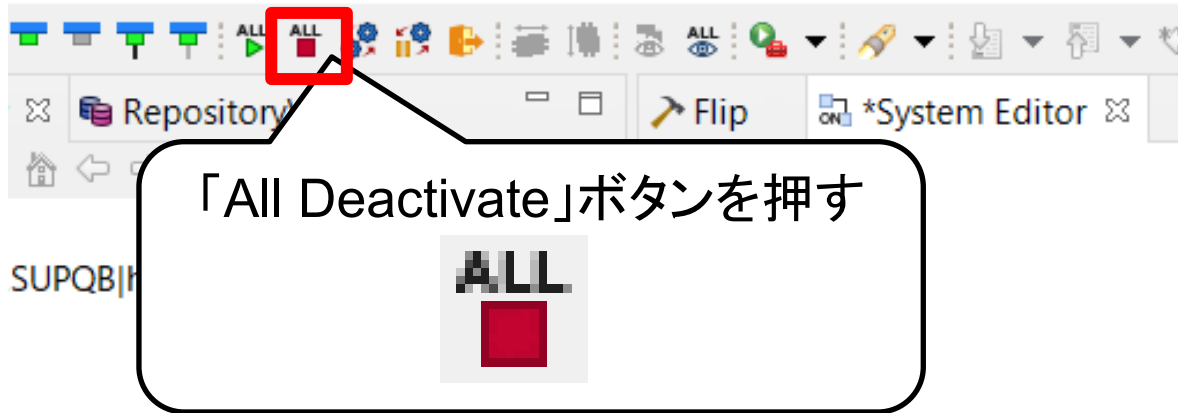 ALL ALL ALL
Repository
Flip
*System Editor
「All Deactivate」ボタンを押す
ALL
SUPQB|